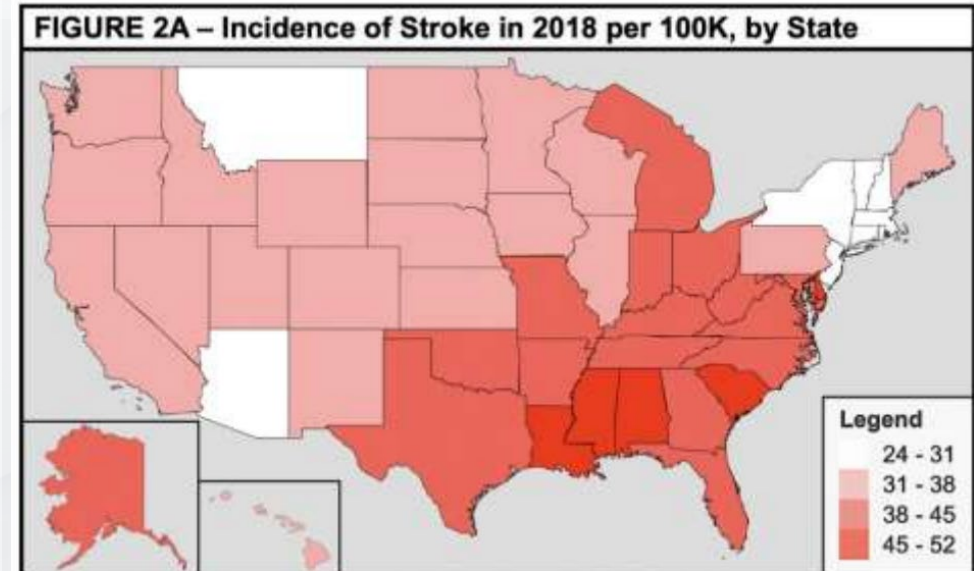 FIGURE 2A – Incidence of Stroke in 2018 per 100K, by State
Legend
24 - 31
31 - 38
38 - 45
45 - 52